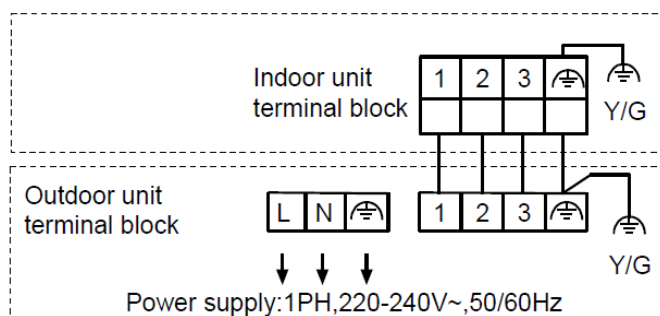 Indoor unit
terminal block
1 2 3
Y/G
Outdoor unit
terminal block
L N
1 2 3
Y/G
Power supply:1PH,220-240V~,50/60Hz